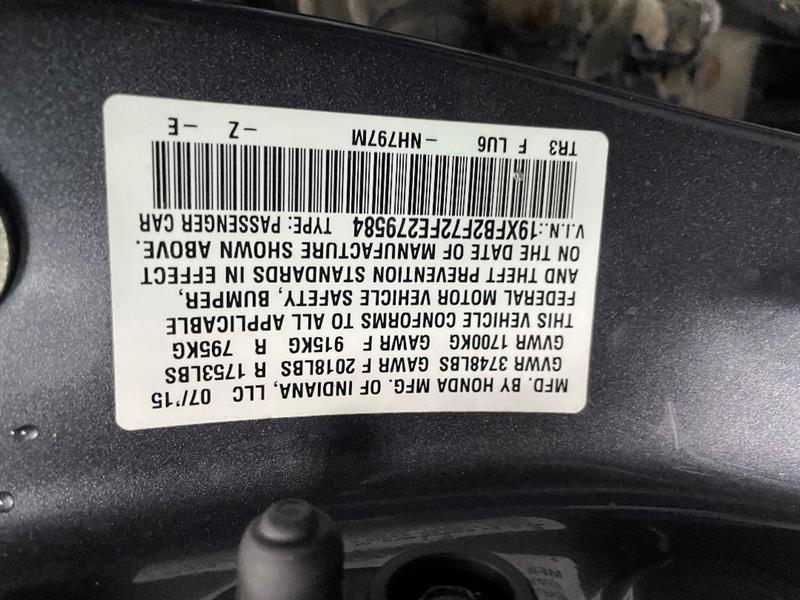 MFD. BY HONDA MFG. OF INDIANA, LLC 07/'15
GVWR 3748LBS GAWR F 2018LBS R 1753LBS
GVWR 1700KG GAWR F 915KG R 795KG
THIS VEHICLE CONFORMS TO ALL APPLICABLE
FEDERAL MOTOR VEHICLE SAFETY, BUMPER,
AND THEFT PREVENTION STANDARDS IN EFFECT
ON THE DATE OF MANUFACTURE SHOWN ABOVE.
V.I.N.:19XFB2F72FE279584 TYPE: PASSENGER CAR
TR3 F LU6 -NH797M -Z -E